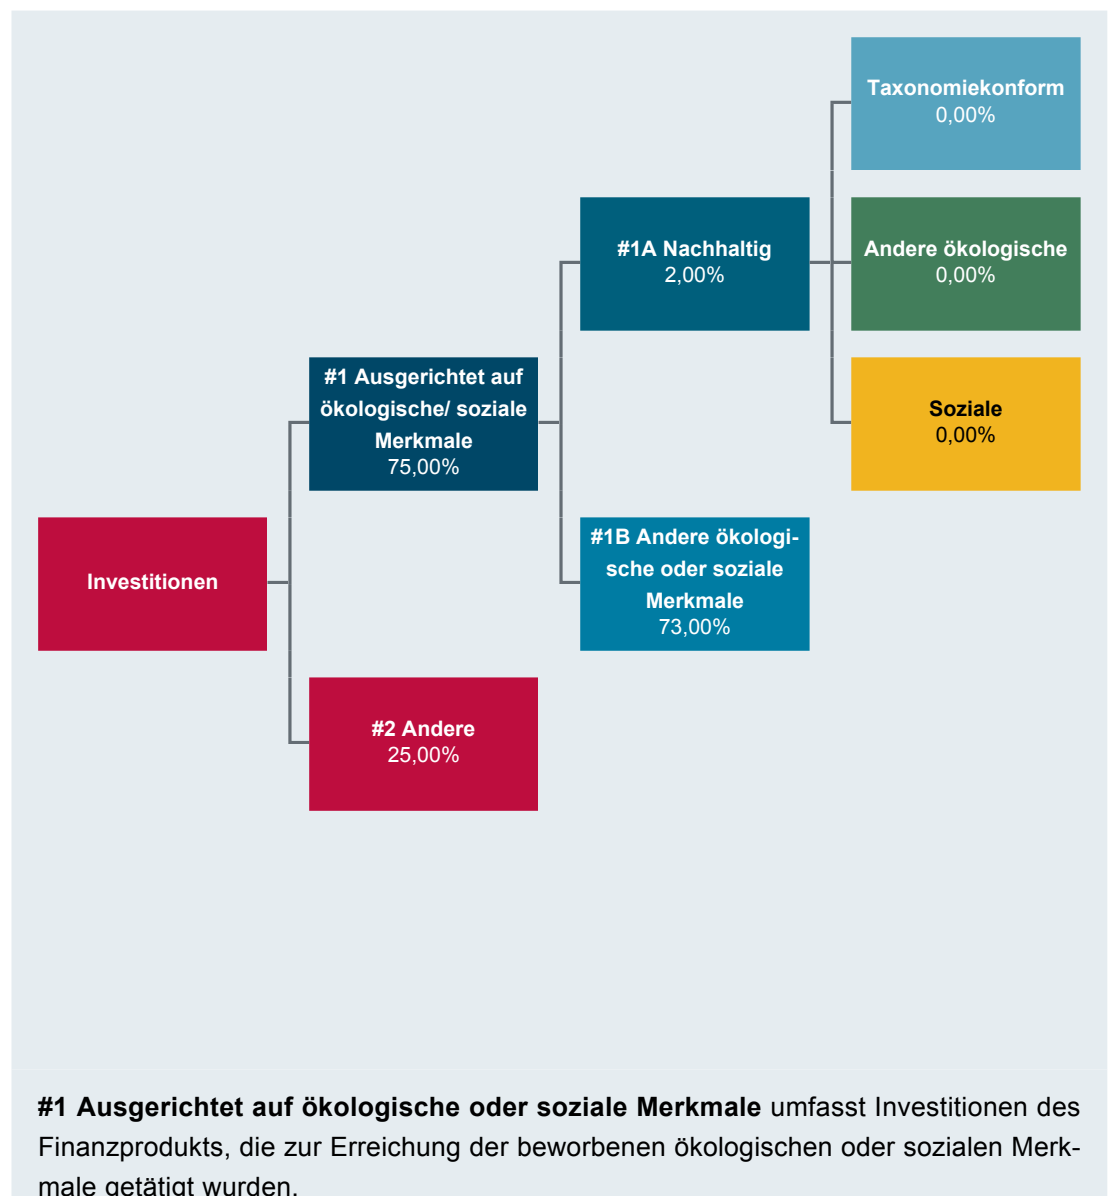 Taxonomiekonform
0,00%
#1A Nachhaltig
2,00%
Andere ökologische
0,00%
#1 Ausgerichtet auf
ökologische/ soziale
Merkmale
75,00%
Soziale
0,00%
Investitionen
#1B Andere ökologi-
sche oder soziale
Merkmale
73,00%
#2 Andere
25,00%
#1 Ausgerichtet auf ökologische oder soziale Merkmale umfasst Investitionen des
Finanzprodukts, die zur Erreichung der beworbenen ökologischen oder sozialen Merk-
male getätigt wurden.